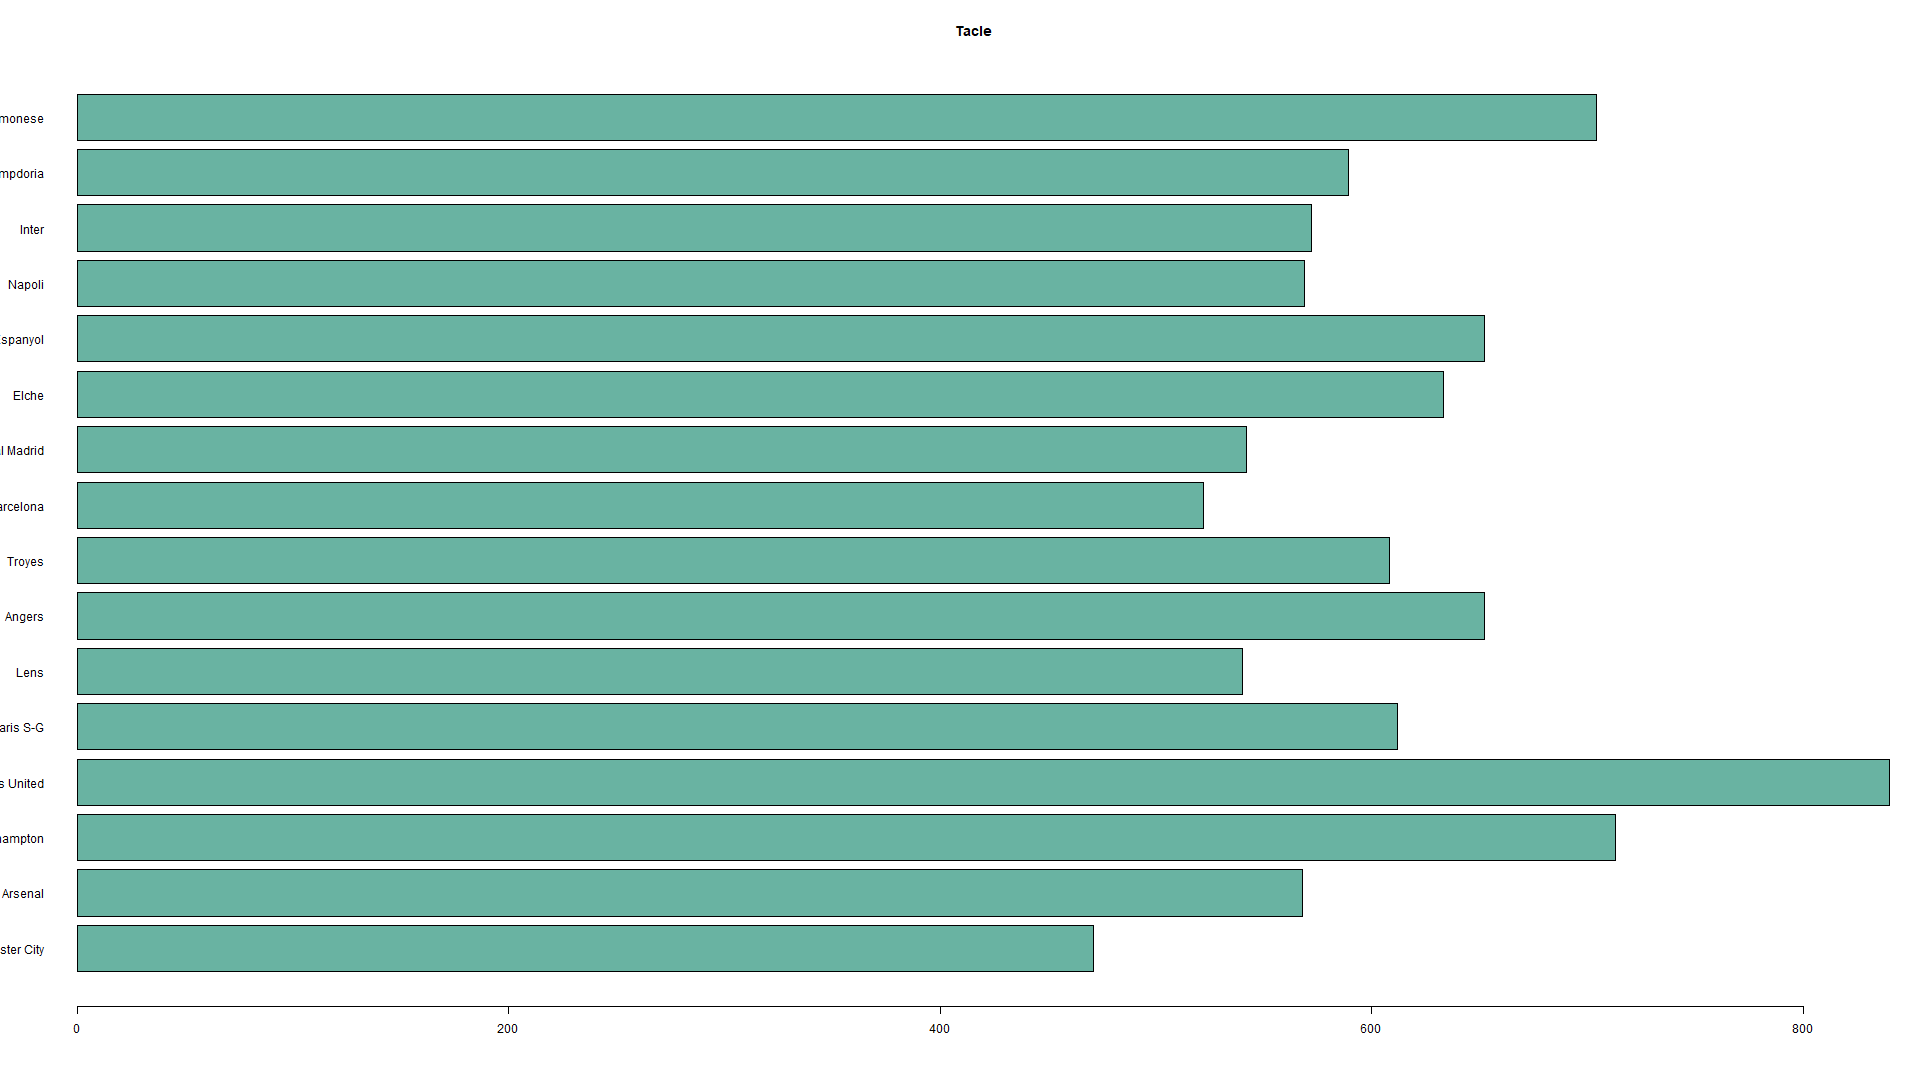 Tacle
monese
mpdoria
Inter
Napoli
spanyol
Elche
l Madrid
arcelona
Troyes
Angers
Lens
aris S-G
s United
ampton
Arsenal
ster City
0 200 400 600 800